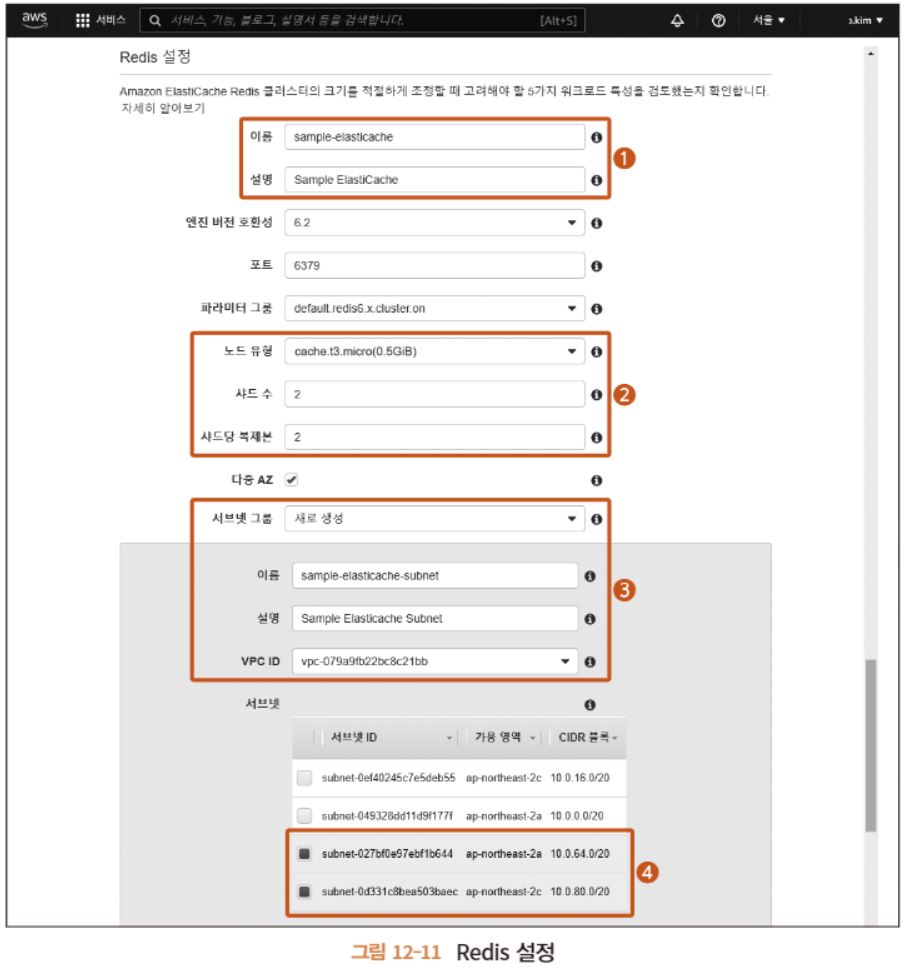 aws 서비스 서비스, 기능, 블로그, 설명서 등을 검색합니다. [Alt+S] 서울 ▼ ɔ.kim ▼
Redis 설정
Amazon ElastiCache Redis 클러스터의 크기를 적절하게 조정할 때 고려해야 할 5가지 워크로드 특성을 검토했는지 확인합니다.
자세히 알아보기
이름 sample-elasticache
1
설명 Sample ElastiCache
엔진 버전 호환성 6.2
포트 6379
파라미터 그룹 default.redis6.x.cluster.on
노드 유형 cache.t3.micro(0.5GiB)
샤드 수 2
2
샤드당 복제본 2
다중 AZ
서브넷 그룹 새로 생성
이름 sample-elasticache-subnet
3
설명 Sample Elasticache Subnet
VPC ID vpc-079a9fb22bc8c21bb
서브넷
서브넷 ID 가용 영역 CIDR 블록
subnet-0ef40245c7e5deb55 ap-northeast-2c 10.0.16.0/20
subnet-049328dd11d9f177f ap-northeast-2a 10.0.0.0/20
subnet-027bf0e97ebf1b644 ap-northeast-2a 10.0.64.0/20
4
subnet-0d331c8bea503baec ap-northeast-2c 10.0.80.0/20
그림 12-11 Redis 설정